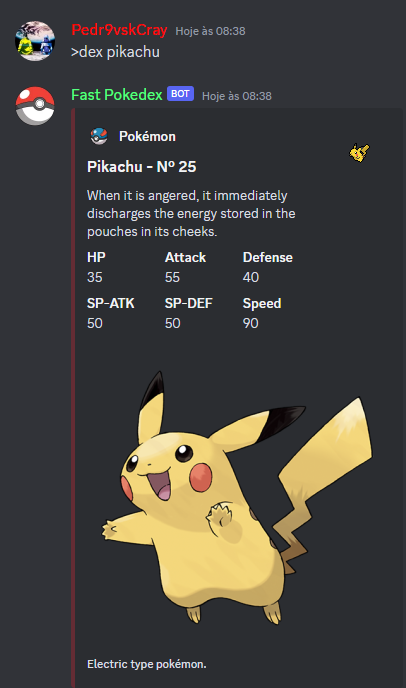 Pedr9vskCray Hoje às 08:38
>dex pikachu
Fast Pokedex BOT Hoje às 08:38
Pokémon
Pikachu - Nº 25
When it is angered, it immediately
discharges the energy stored in the
pouches in its cheeks.
HP Attack Defense
35 55 40
SP-ATK SP-DEF Speed
50 50 90
Electric type pokémon.